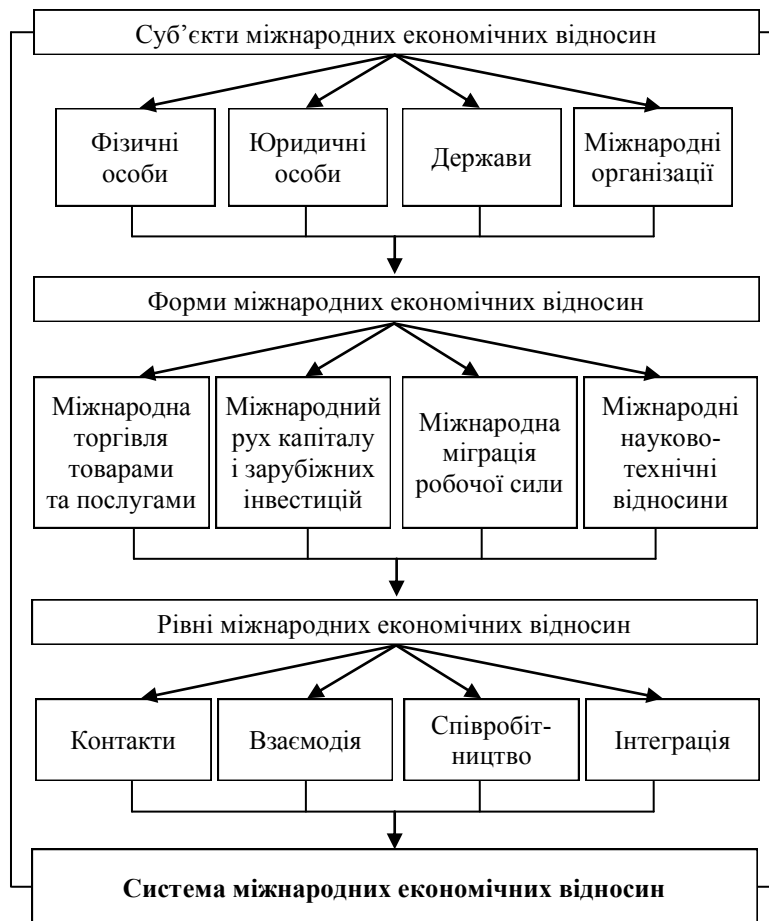 Суб’єкти міжнародних економічних відносин
Фізичні
особи
Юридичні
особи
Держави
Міжнародні
організації
Форми міжнародних економічних відносин
Міжнародна
торгівля
товарами
та послугами
Міжнародний
рух капіталу
і зарубіжних
інвестицій
Міжнародна
міграція
робочої сили
Міжнародні
науково-
технічні
відносини
Рівні міжнародних економічних відносин
Контакти
Взаємодія
Співробіт-
ництво
Інтеграція
Система міжнародних економічних відносин